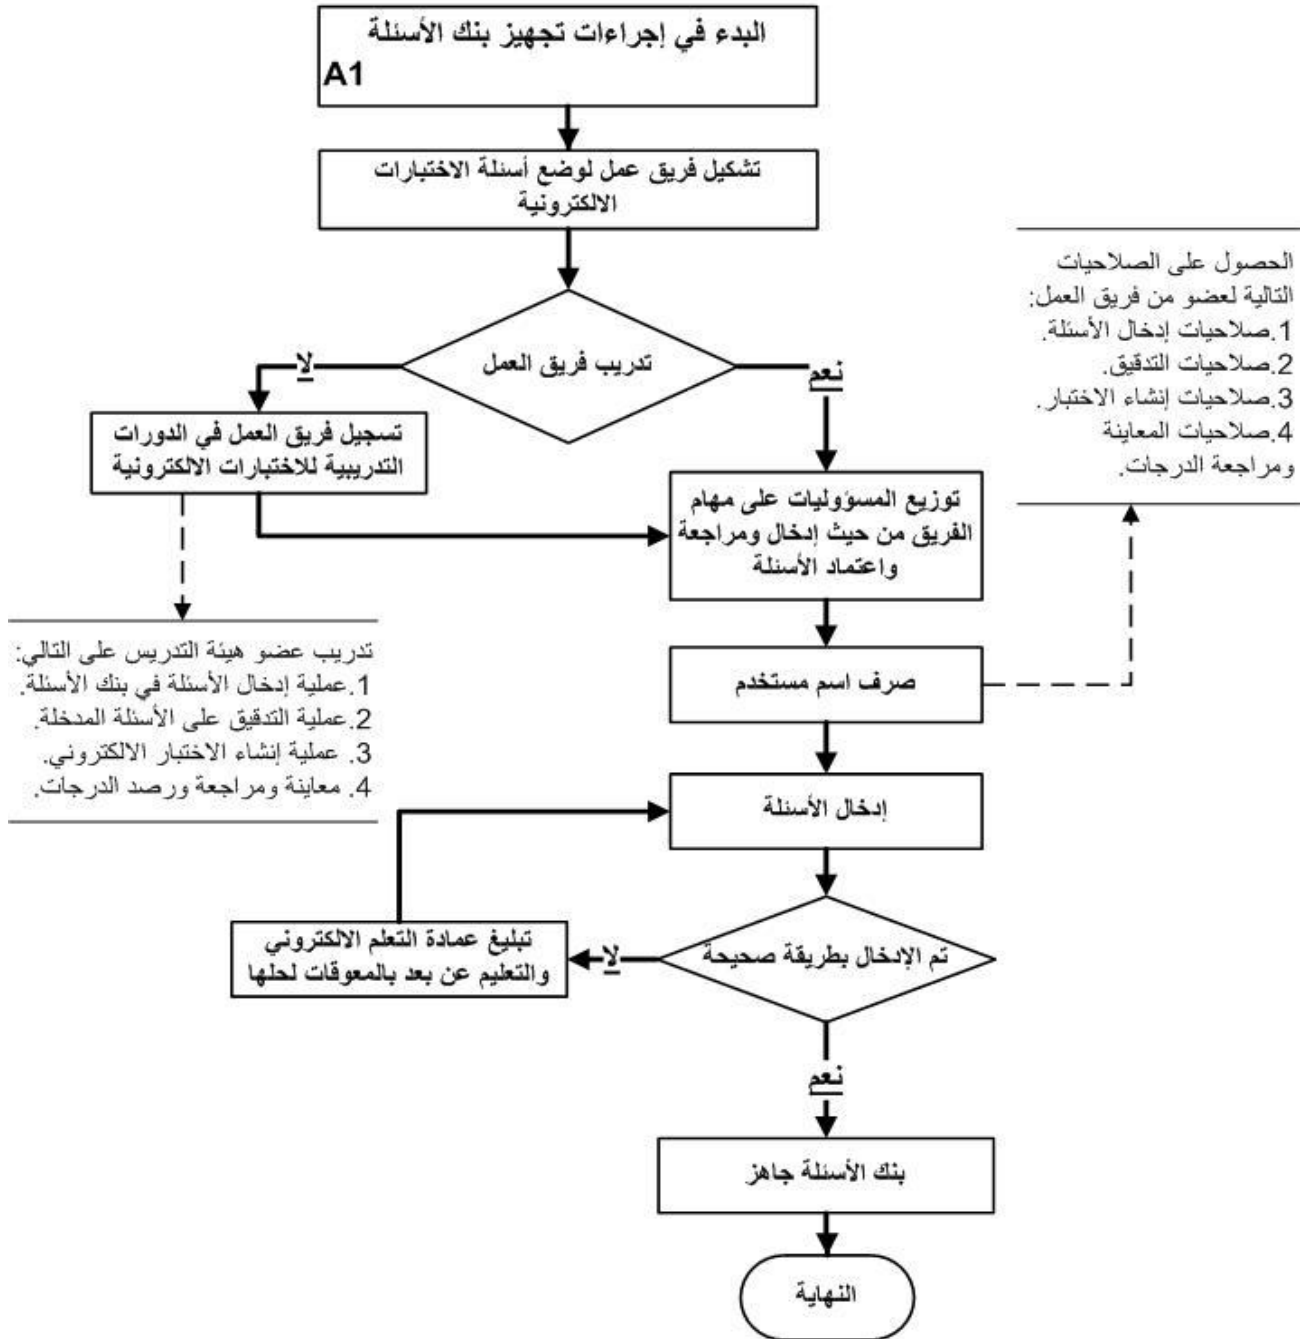 البدء في إجراءات تجهيز بنك الأسئلة
A1
تشكيل فريق عمل لوضع أسئلة الاختبارات
الالكترونية
تدريب فريق العمل
لا
نعم
تسجيل فريق العمل في الدورات
التدريبية للاختبارات الالكترونية
الحصول على الصلاحيات
التالية لعضو من فريق العمل:
1.صلاحيات إدخال الأسئلة.
2.صلاحيات التدقيق.
3.صلاحيات إنشاء الاختبار.
4.صلاحيات المعاينة
ومراجعة الدرجات.
توزيع المسؤوليات على مهام
الفريق من حيث إدخال ومراجعة
واعتماد الأسئلة
تدريب عضو هيئة التدريس على التالي:
1.عملية إدخال الأسئلة في بنك الأسئلة.
2.عملية التدقيق على الأسئلة المدخلة.
3. عملية إنشاء الاختبار الالكتروني.
4. معاينة ومراجعة ورصد الدرجات.
صرف اسم مستخدم
إدخال الأسئلة
تم الإدخال بطريقة صحيحة
لا
تبليغ عمادة التعلم الالكتروني
والتعليم عن بعد بالمعوقات لحلها
نعم
بنك الأسئلة جاهز
النهاية